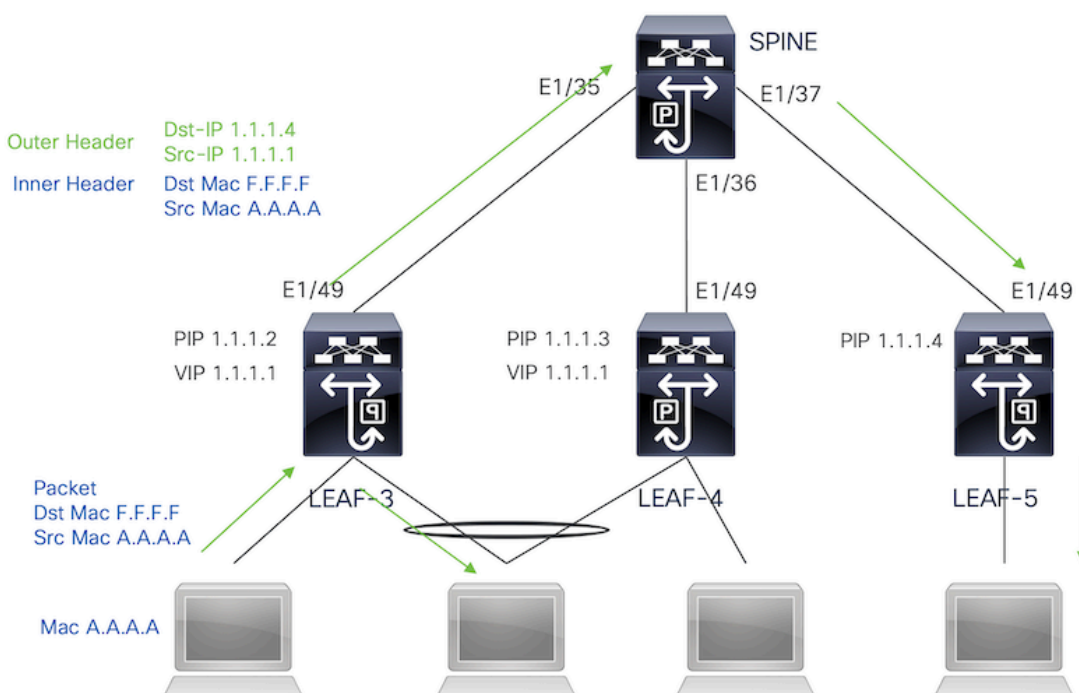 SPINE
E1/35
E1/37
Outer Header
Dst-IP 1.1.1.4
Src-IP 1.1.1.1
Inner Header
Dst Mac F.F.F.F
Src Mac A.A.A.A
P
E1/36
E1/49
E1/49
E1/49
PIP 1.1.1.2
VIP 1.1.1.1
PIP 1.1.1.3
VIP 1.1.1.1
PIP 1.1.1.4
P
P
P
Packet
Dst Mac F.F.F.F
Src Mac A.A.A.A
LEAF-3
LEAF-4
LEAF-5
Mac A.A.A.A